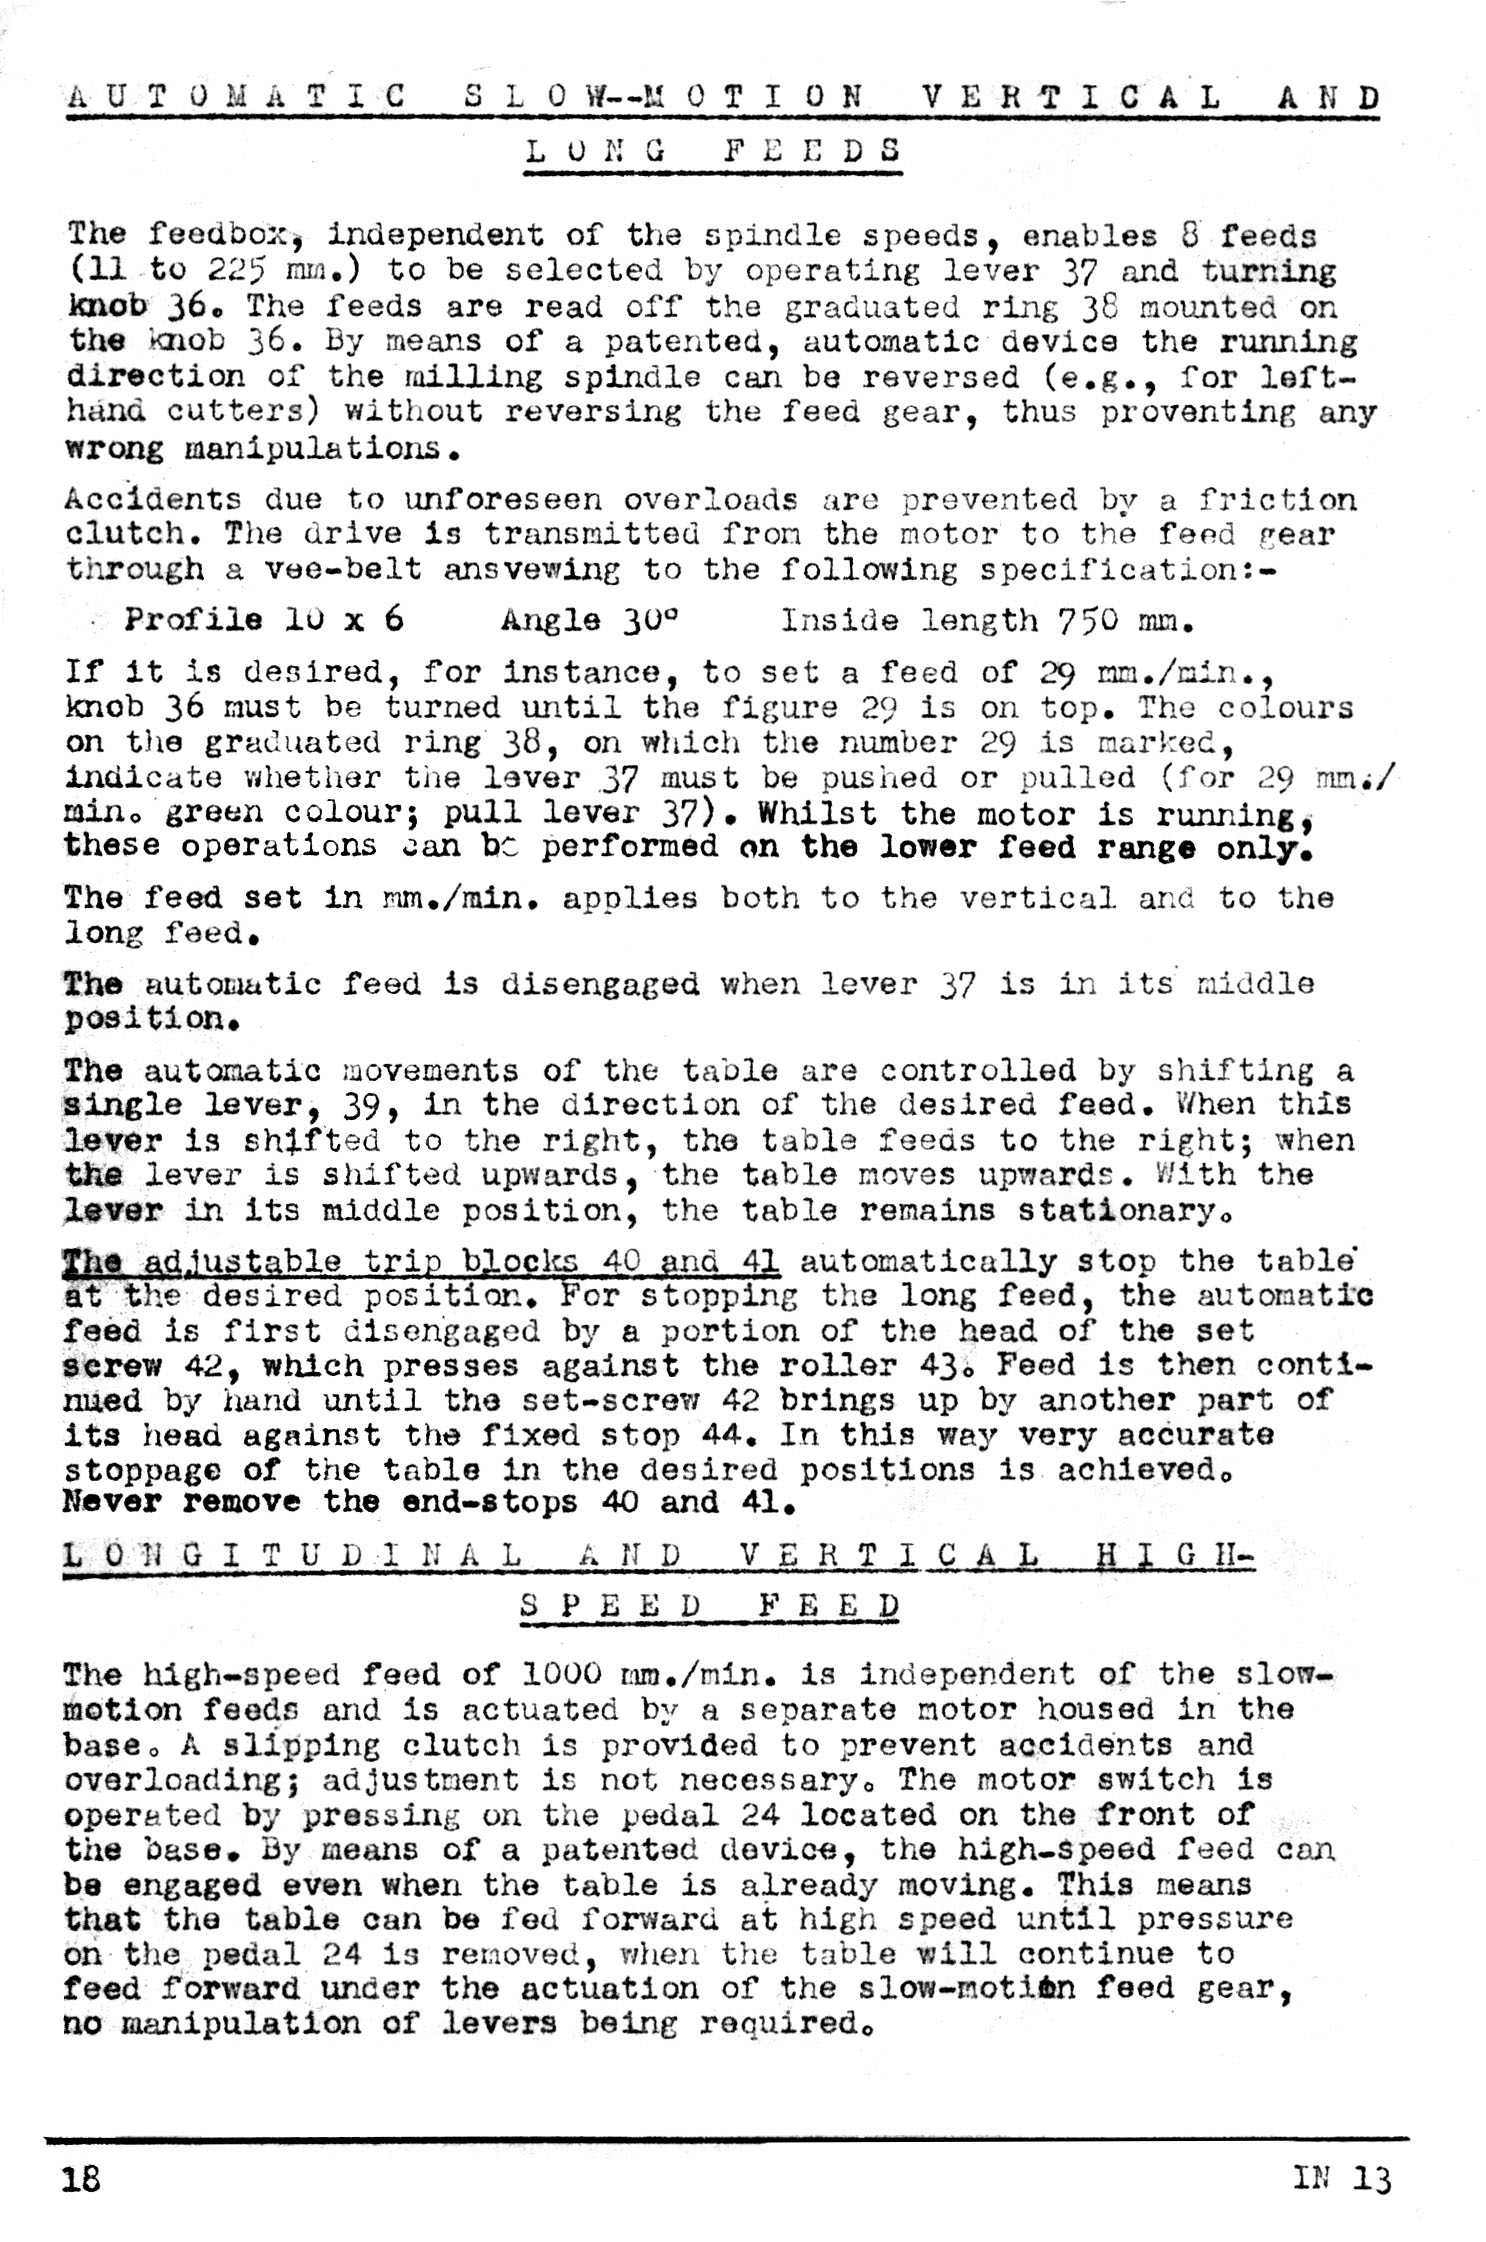 AUTOMATIC SLOW--MOTION VERTICAL AND
LONG FEEDS
The feedbox, independent of the spindle speeds, enables 8 feeds
(11 to 225 mm.) to be selected by operating lever 37 and turning
knob 36. The feeds are read off the graduated ring 38 mounted on
the knob 36. By means of a patented, automatic device the running
direction of the milling spindle can be reversed (e.g., for left-
hand cutters) without reversing the feed gear, thus proventing any
wrong manipulations.
Accidents due to unforeseen overloads are prevented by a friction
clutch. The drive is transmitted from the motor to the feed gear
through a vee-belt ansvewing to the following specification:-
Profile 10 x 6 Angle 30° Inside length 750 mm.
If it is desired, for instance, to set a feed of 29 mm./min.,
knob 36 must be turned until the figure 29 is on top. The colours
on the graduated ring 38, on which the number 29 is marked,
indicate whether the lever 37 must be pushed or pulled (for 29 mm./
min. green colour; pull lever 37). Whilst the motor is running,
these operations can be performed on the lower feed range only.
The feed set in mm./min. applies both to the vertical and to the
long feed.
The automatic feed is disengaged when lever 37 is in its middle
position.
The automatic movements of the table are controlled by shifting a
single lever, 39, in the direction of the desired feed. When this
lever is shifted to the right, the table feeds to the right; when
the lever is shifted upwards, the table moves upwards. With the
lever in its middle position, the table remains stationary.
The adjustable trip blocks 40 and 41 automatically stop the table
at the desired position. For stopping the long feed, the automatic
feed is first disengaged by a portion of the head of the set
screw 42, which presses against the roller 43. Feed is then conti-
nued by hand until the set-screw 42 brings up by another part of
its head against the fixed stop 44. In this way very accurate
stoppage of the table in the desired positions is achieved.
Never remove the end-stops 40 and 41.
LONGITUDINAL AND VERTICAL HIGH-
SPEED FEED
The high-speed feed of 1000 mm./min. is independent of the slow-
motion feeds and is actuated by a separate motor housed in the
base. A slipping clutch is provided to prevent accidents and
overloading; adjustment is not necessary. The motor switch is
operated by pressing on the pedal 24 located on the front of
the base. By means of a patented device, the high-speed feed can
be engaged even when the table is already moving. This means
that the table can be fed forward at high speed until pressure
on the pedal 24 is removed, when the table will continue to
feed forward under the actuation of the slow-motion feed gear,
no manipulation of levers being required.
18 IN 13